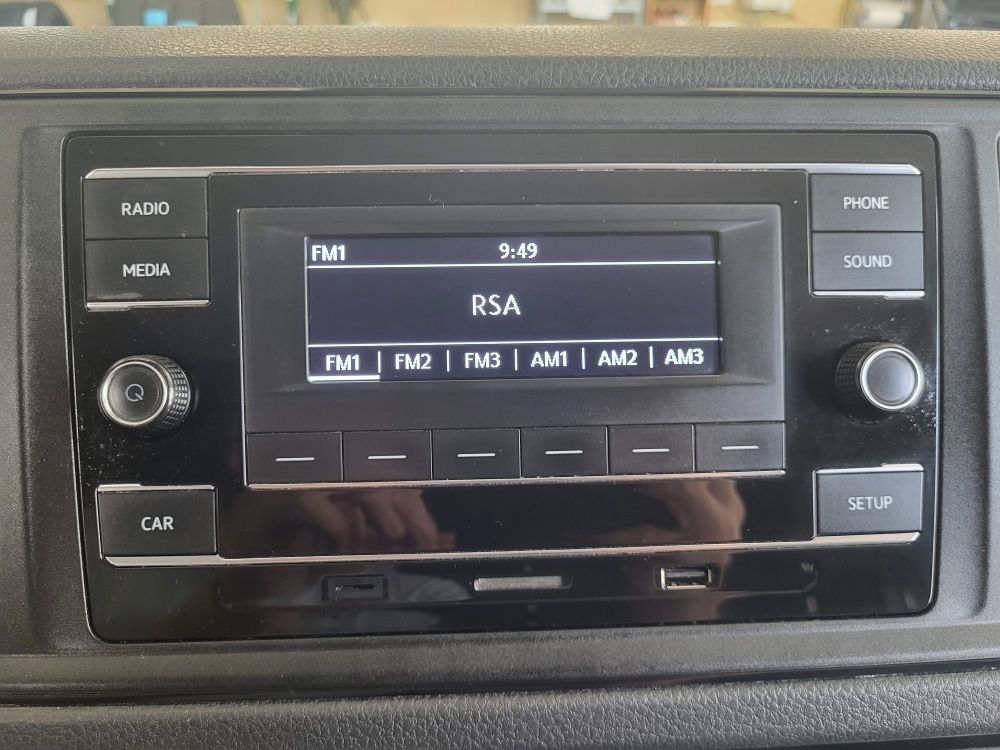 RADIO
MEDIA
PHONE
SOUND
FM1 9:49
RSA
FM1 | FM2 | FM3 | AM1 | AM2 | AM3
CAR
SETUP